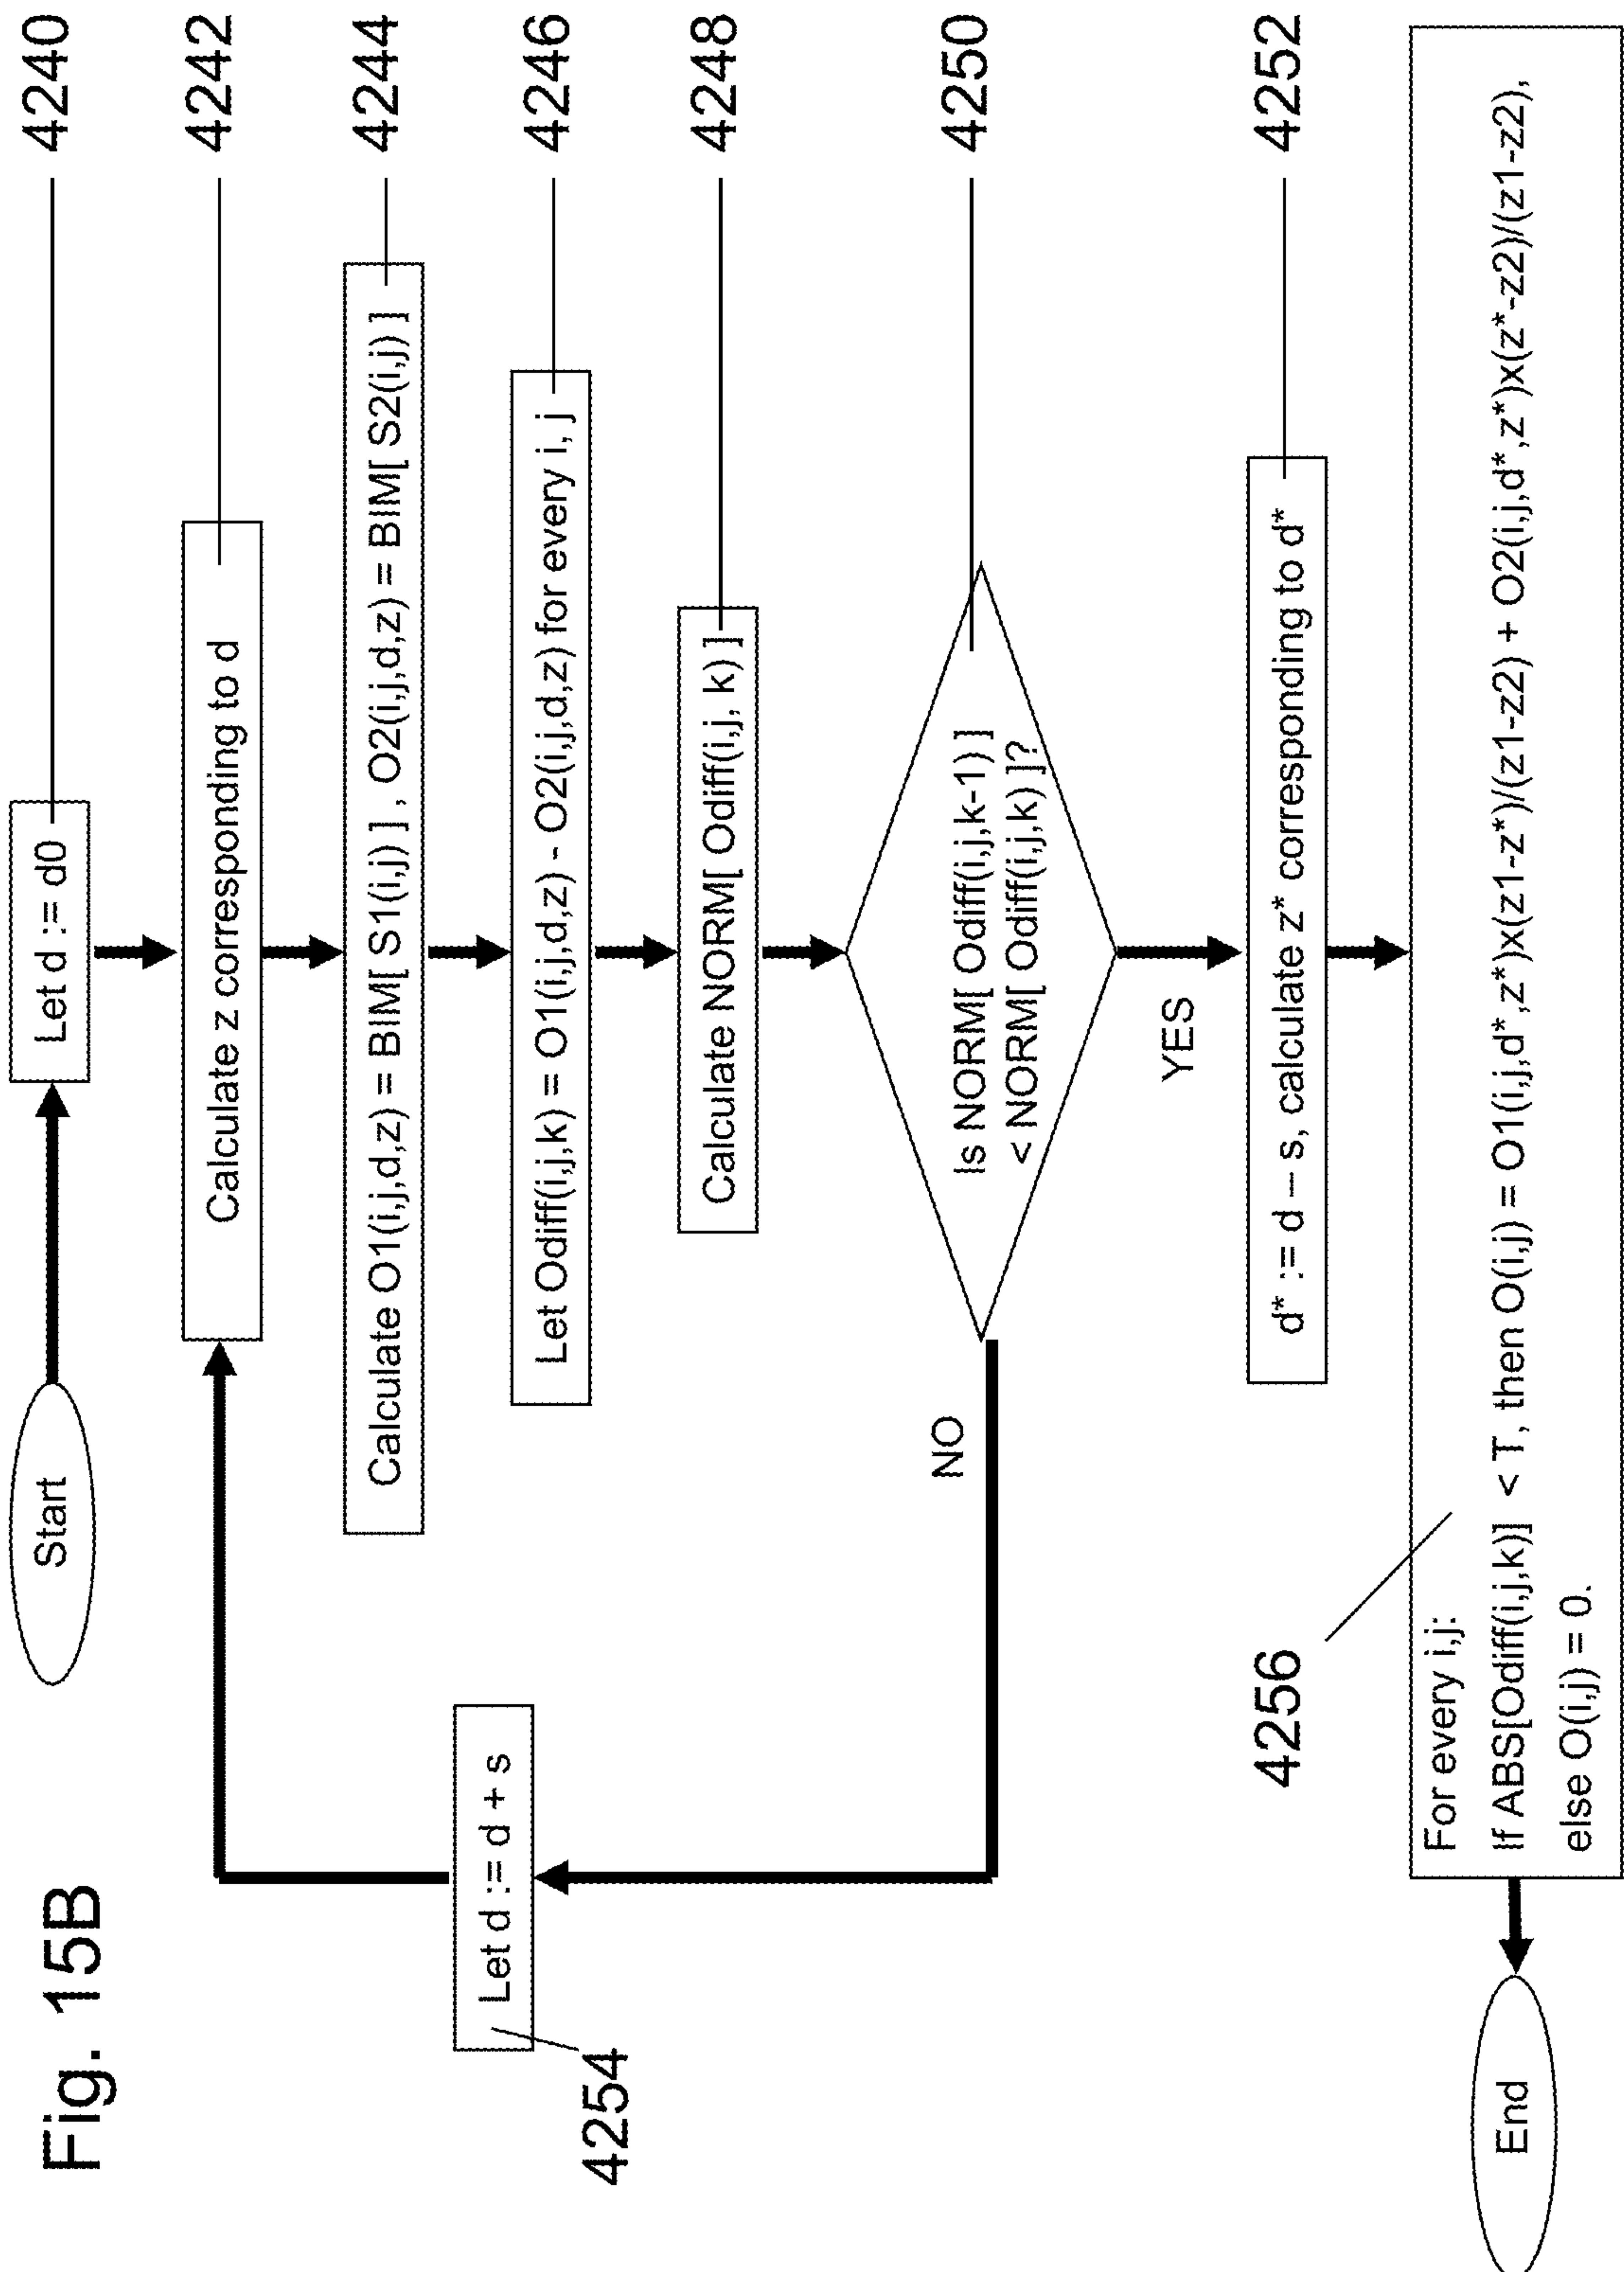 Fig. 15B
Start
Let d := d0
4240
Calculate z corresponding to d
4242
Calculate O1(i,j,d,z) = BIM[ S1(i,j) ] , O2(i,j,d,z) = BIM[ S2(i,j) ]
4244
Let Odiff(i,j,k) = O1(i,j,d,z) - O2(i,j,d,z) for every i, j
4246
Calculate NORM[ Odiff(i,j, k) ]
4248
Is NORM[ Odiff(i,j,k-1) ]
< NORM[ Odiff(i,j,k) ]?
4250
NO
Let d := d + s
4254
YES
d* := d – s, calculate z* corresponding to d*
4252
4256
For every i,j:
If ABS[Odiff(i,j,k)] < T, then O(i,j) = O1(i,j,d*,z*)x(z1-z*)/(z1-z2) + O2(i,j,d*,z*)x(z*-z2)/(z1-z2),
else O(i,j) = 0.
End